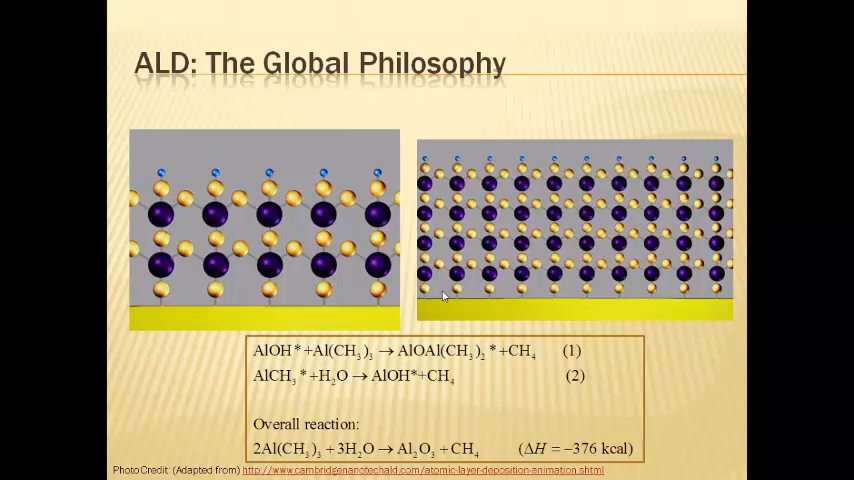 ALD: The Global Philosophy
AlOH*+Al(CH₃)₃ → AlOAl(CH₃)₂*+CH₄ (1)
AlCH₃*+H₂O → AlOH*+CH₄ (2)
Overall reaction:
2Al(CH₃)₃ + 3H₂O → Al₂O₃ + CH₄ (ΔH = −376 kcal)
Photo Credit: (Adapted from) http://www.cambridgenanotechald.com/atomic-layer-deposition-animation.shtml